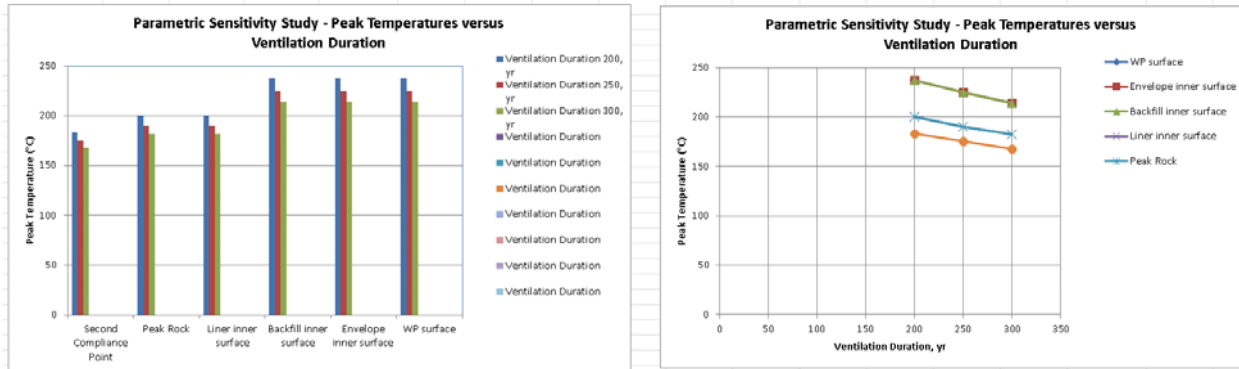 Parametric Sensitivity Study - Peak Temperatures versus
Ventilation Duration
Peak Temperature (°C)
250
200
150
100
50
0
Second
Compliance
Point
Peak Rock
Liner inner
surface
Backfill inner
surface
Envelope
inner surface
WP surface
Ventilation Duration 200,
yr
Ventilation Duration 250,
yr
Ventilation Duration 300,
yr
Ventilation Duration
Ventilation Duration
Ventilation Duration
Ventilation Duration
Ventilation Duration
Ventilation Duration
Ventilation Duration
Parametric Sensitivity Study - Peak Temperatures versus
Ventilation Duration
Peak Temperature (°C)
250
200
150
100
50
0
0
50
100
150
200
250
300
350
Ventilation Duration, yr
WP surface
Envelope inner surface
Backfill inner surface
Liner inner surface
Peak Rock